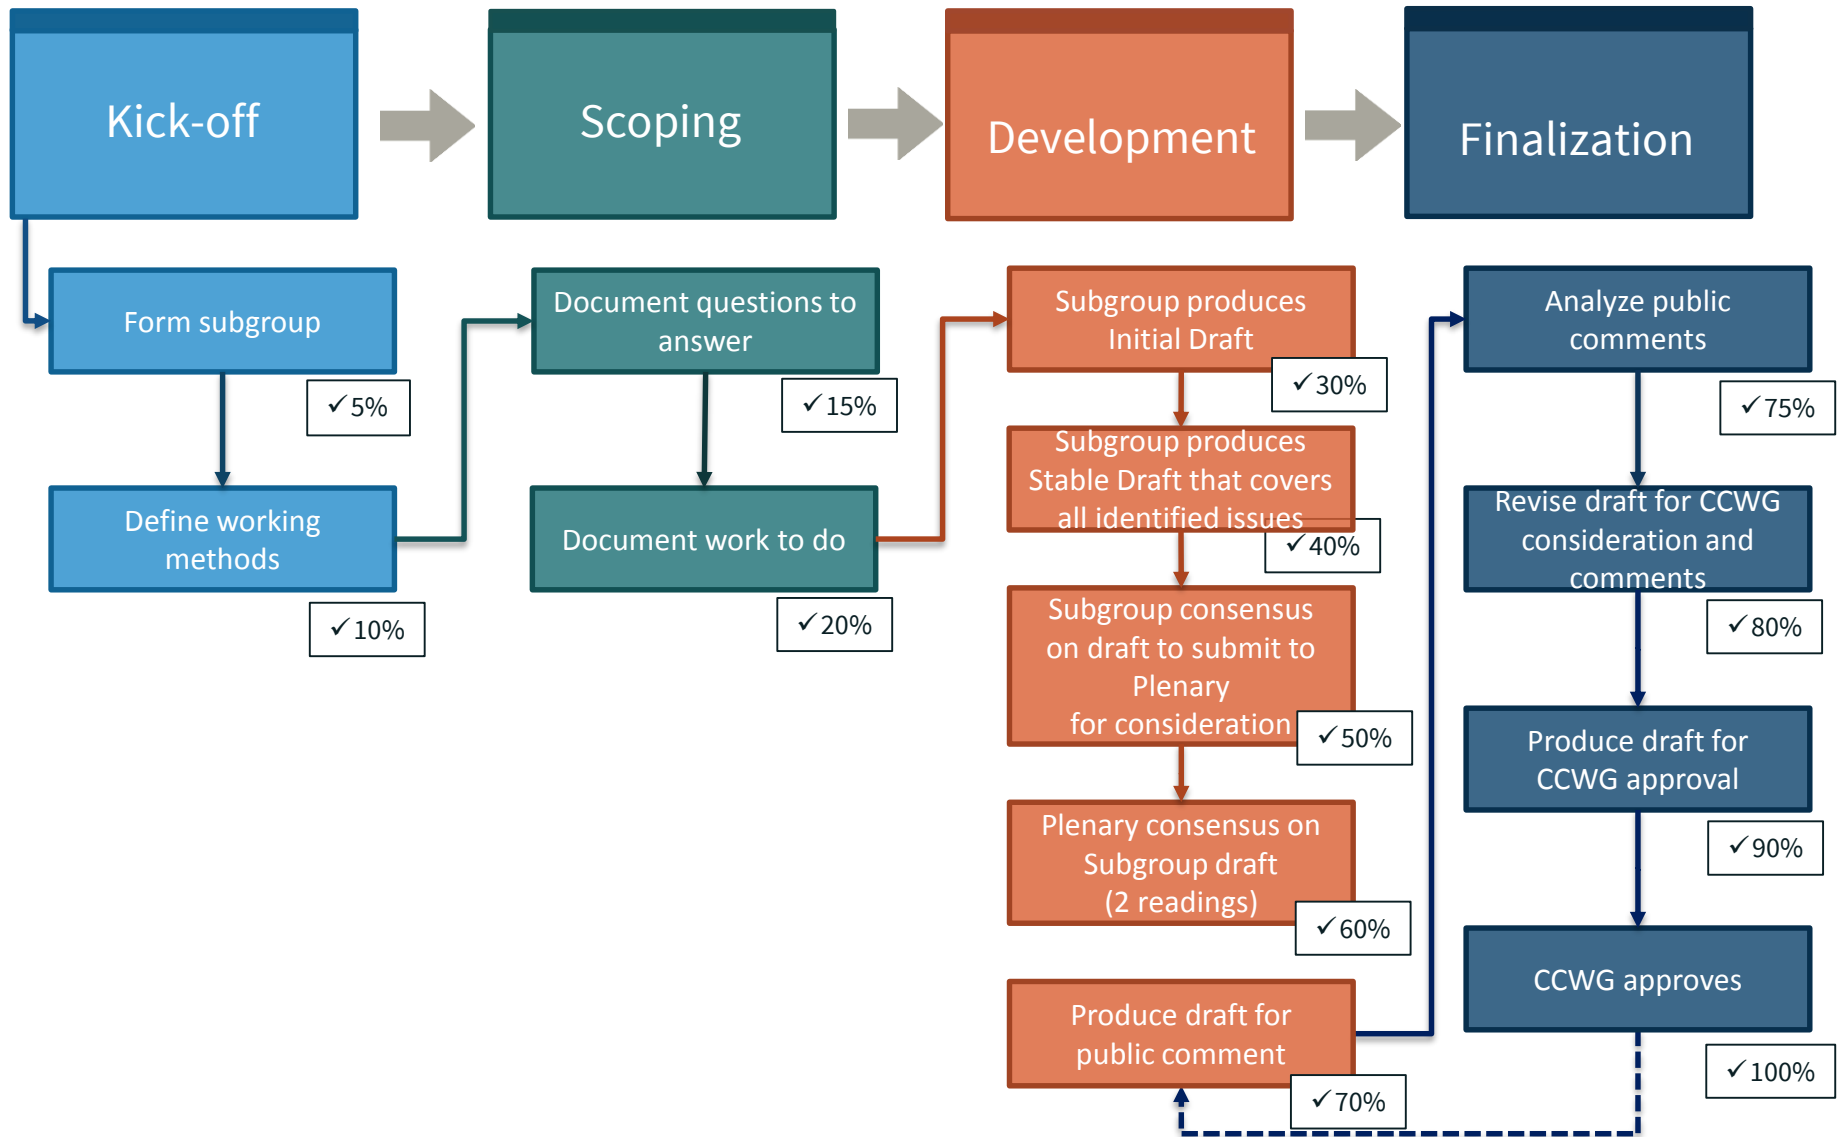 Kick-off
Scoping
Development
Finalization
Form subgroup
✓5%
Define working
methods
✓10%
Document questions to
answer
✓15%
Document work to do
✓20%
Subgroup produces
Initial Draft
✓30%
Subgroup produces
Stable Draft that covers
all identified issues
✓40%
Subgroup consensus
on draft to submit to
Plenary
for consideration
✓50%
Plenary consensus on
Subgroup draft
(2 readings)
✓60%
Produce draft for
public comment
✓70%
Analyze public
comments
✓75%
Revise draft for CCWG
consideration and
comments
✓80%
Produce draft for
CCWG approval
✓90%
CCWG approves
✓100%